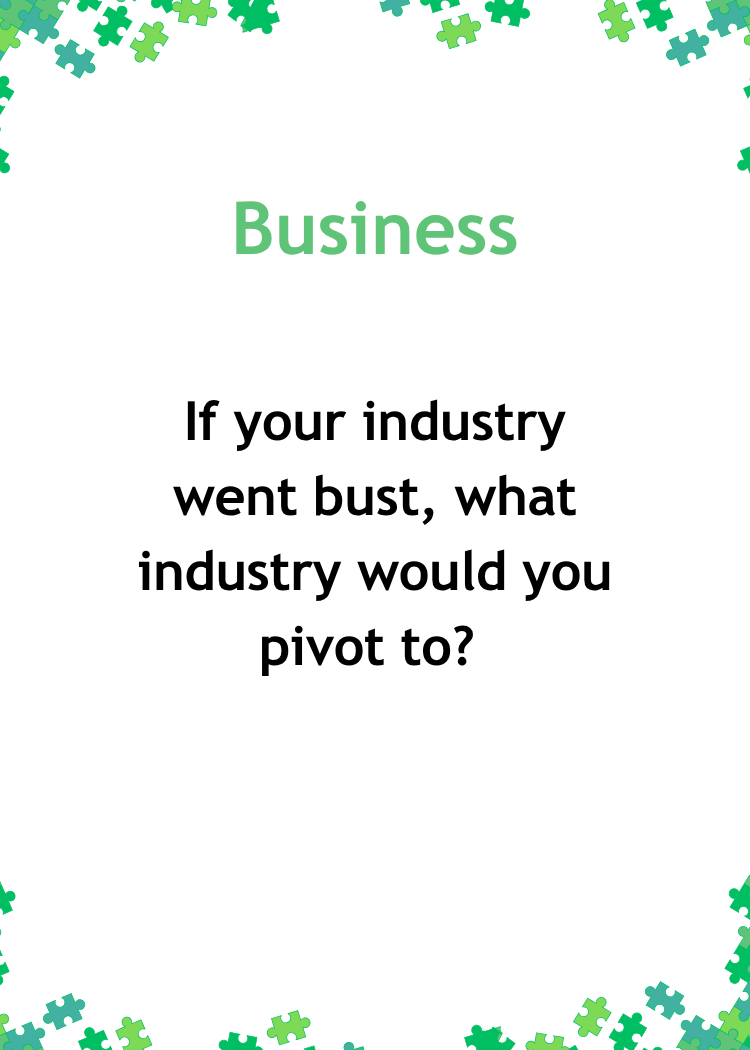 Business
If your industry
went bust, what
industry would you
pivot to?